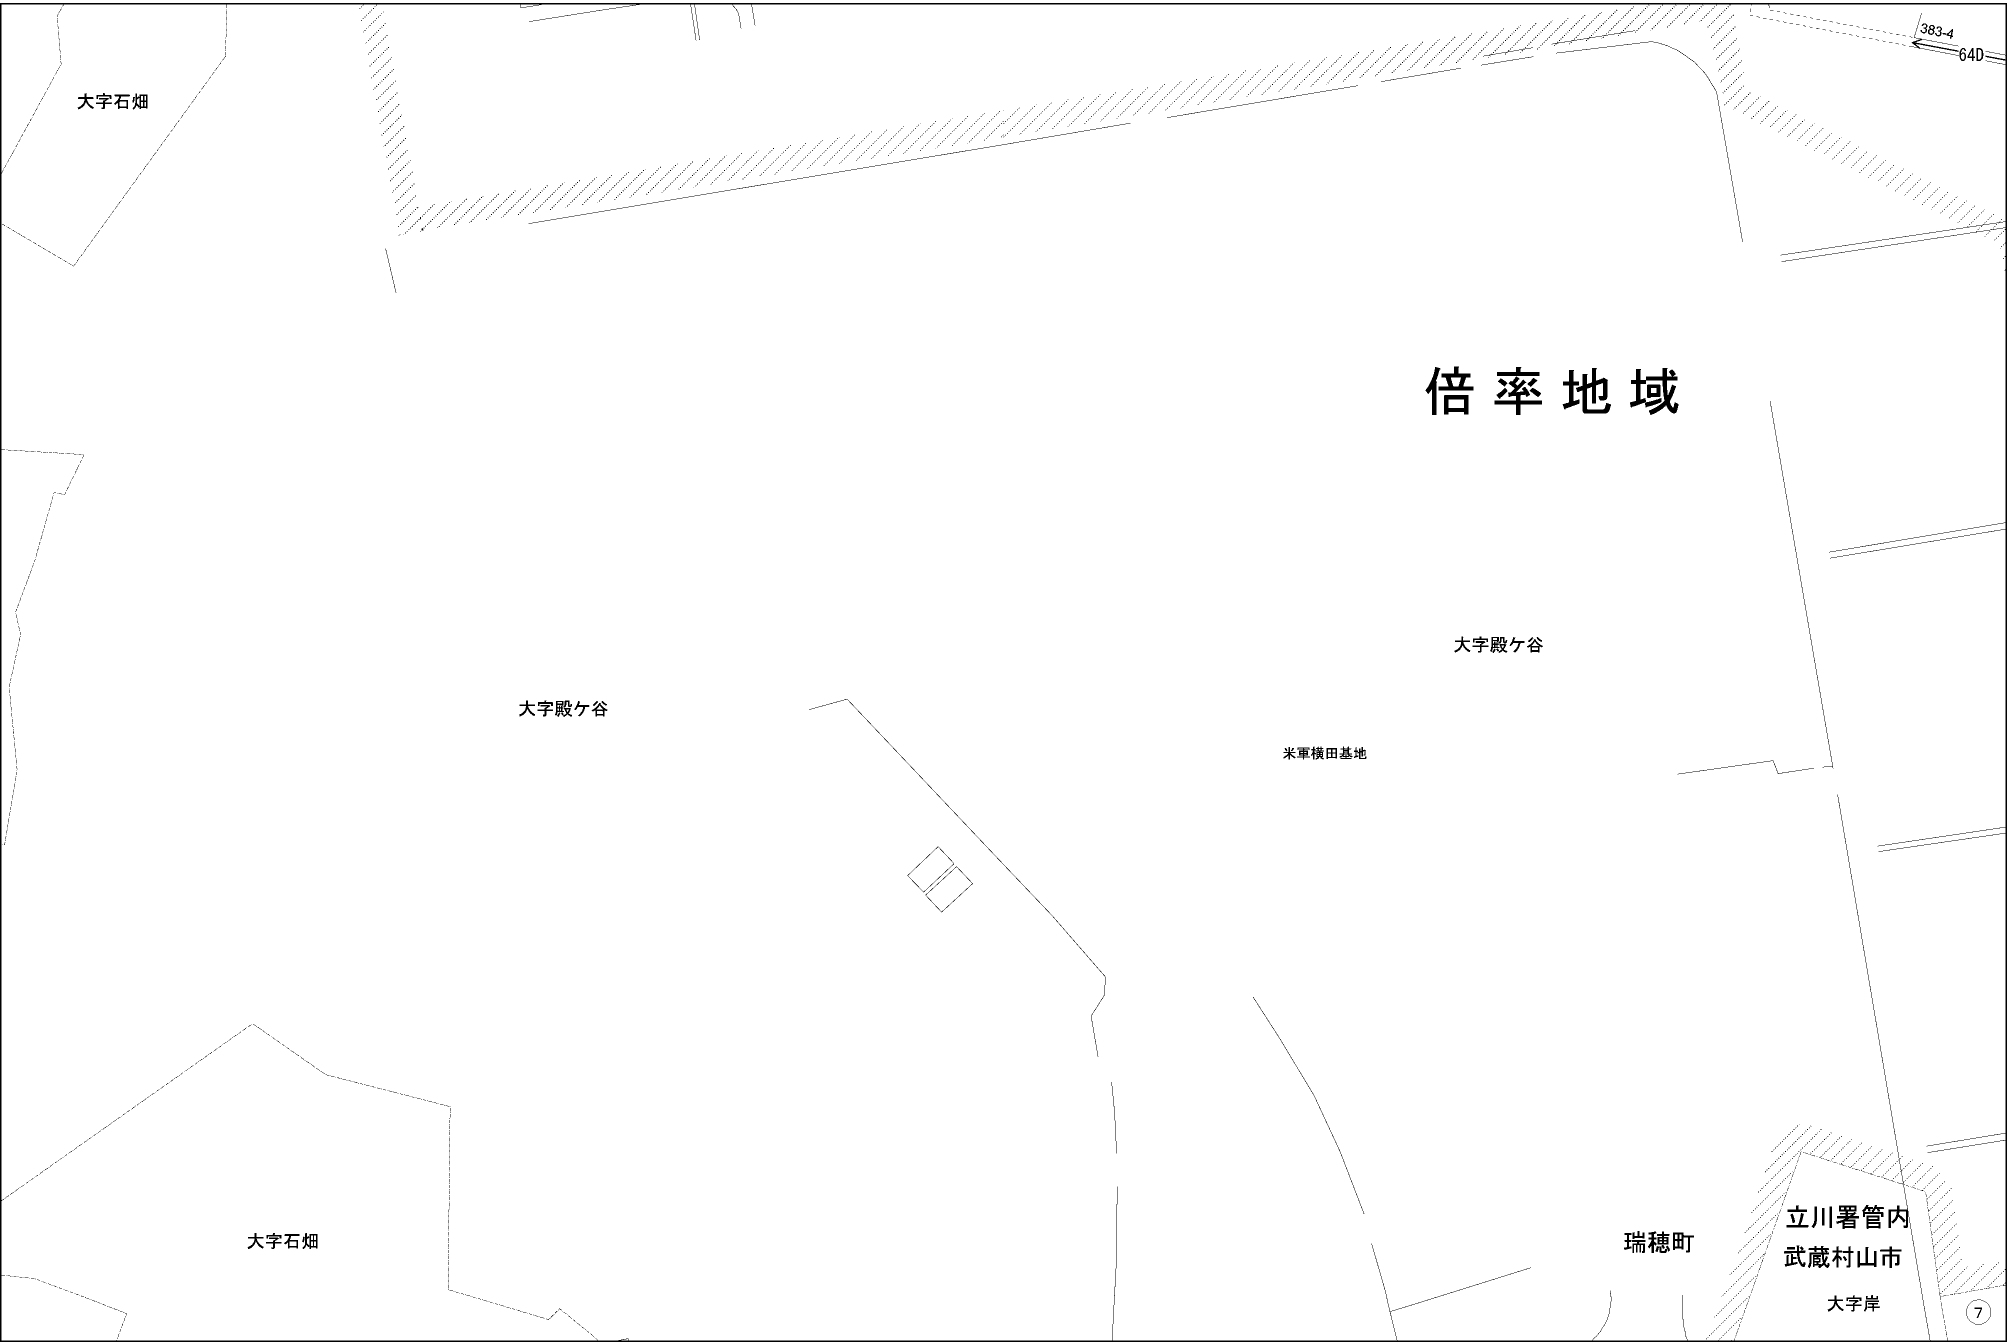 383-4
64D
大字石畑
倍率地域
大字殿ケ谷
大字殿ケ谷
米軍横田基地
大字石畑
瑞穂町
立川署管内
武蔵村山市
大字岸
7